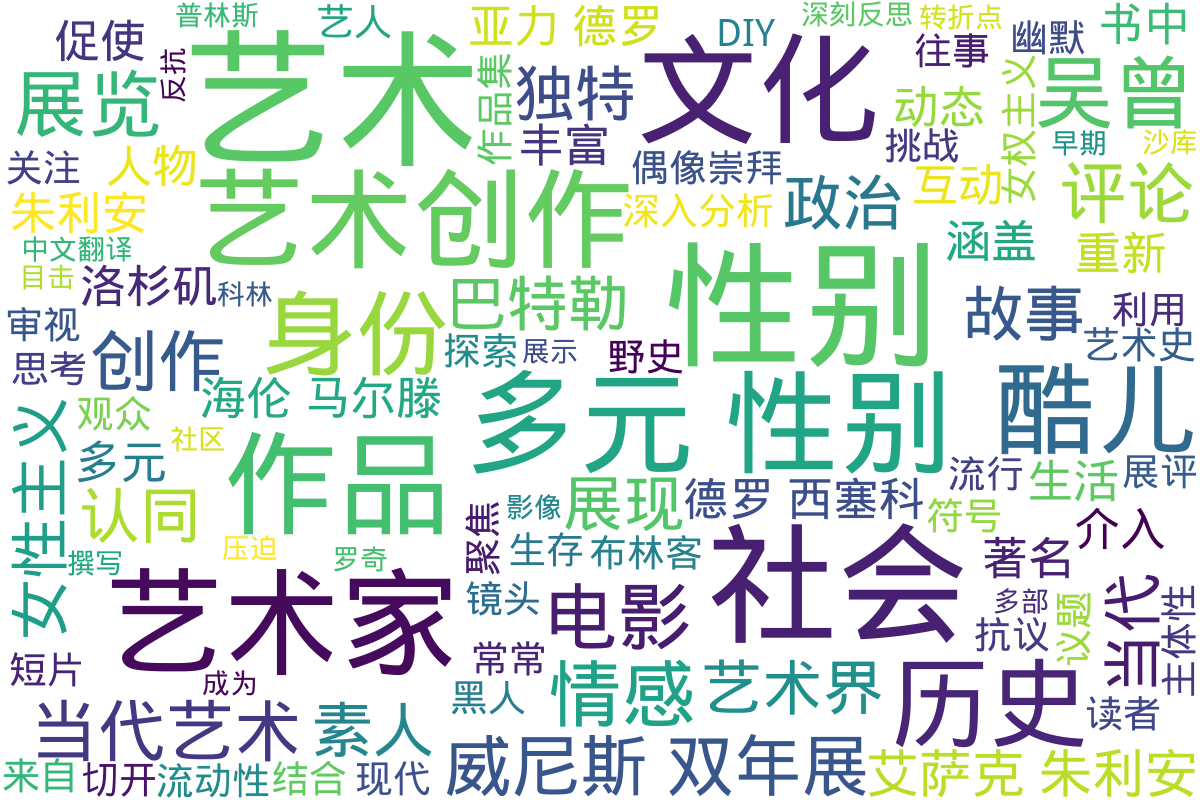 普林斯
艺人
亚力 德罗
DIY
深刻反思
转折点
书中
促使
反抗
艺术
文化
往事
幽默
展览
作品集
独特
动态
女权主义
吴曾
丰富
挑战
早期
沙库
关注
人物
偶像崇拜
艺术创作
政治
互动
评论
朱利安
深入分析
中文翻译
涵盖
重新
目击
洛杉矶
科林
身份
巴特勒
性别
故事
利用
审视
思考
创作
探索
展示
野史
艺术史
海伦 马尔滕
多元 性别
酷儿
女性主义
观众
社区
多元
作品
流行
生活
展评
认同
影像
展现
德罗 西塞科
符号
介入
压迫
罗奇
聚焦
生存
布林客
社会
著名
撰写
艺术家
镜头
电影
多部
议题
当代
主体性
抗议
短片
成为
常常
黑人
情感
艺术界
历史
读者
当代艺术
素人
威尼斯 双年展
艾萨克 朱利安
来自
切开
流动性
结合
现代